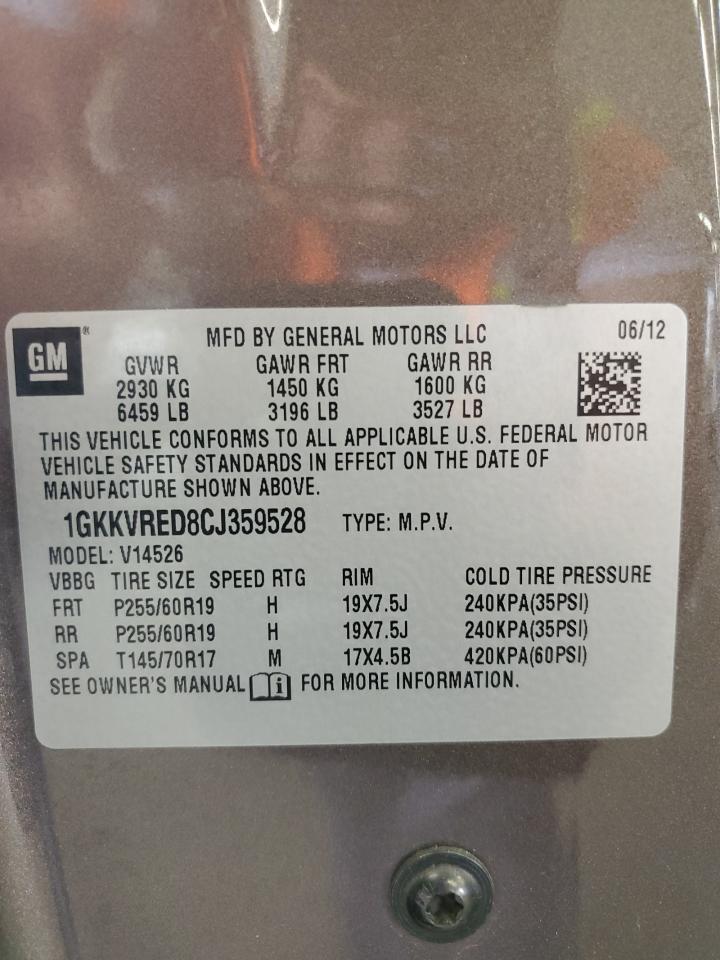 GM ®
MFD BY GENERAL MOTORS LLC 06/12
GVWR GAWR FRT GAWR RR
2930 KG 1450 KG 1600 KG
6459 LB 3196 LB 3527 LB
THIS VEHICLE CONFORMS TO ALL APPLICABLE U.S. FEDERAL MOTOR
VEHICLE SAFETY STANDARDS IN EFFECT ON THE DATE OF
MANUFACTURE SHOWN ABOVE.
1GKKVRED8CJ359528 TYPE: M.P.V.
MODEL: V14526
VBBG TIRE SIZE SPEED RTG RIM COLD TIRE PRESSURE
FRT P255/60R19 H 19X7.5J 240KPA(35PSI)
RR P255/60R19 H 19X7.5J 240KPA(35PSI)
SPA T145/70R17 M 17X4.5B 420KPA(60PSI)
SEE OWNER'S MANUAL i FOR MORE INFORMATION.